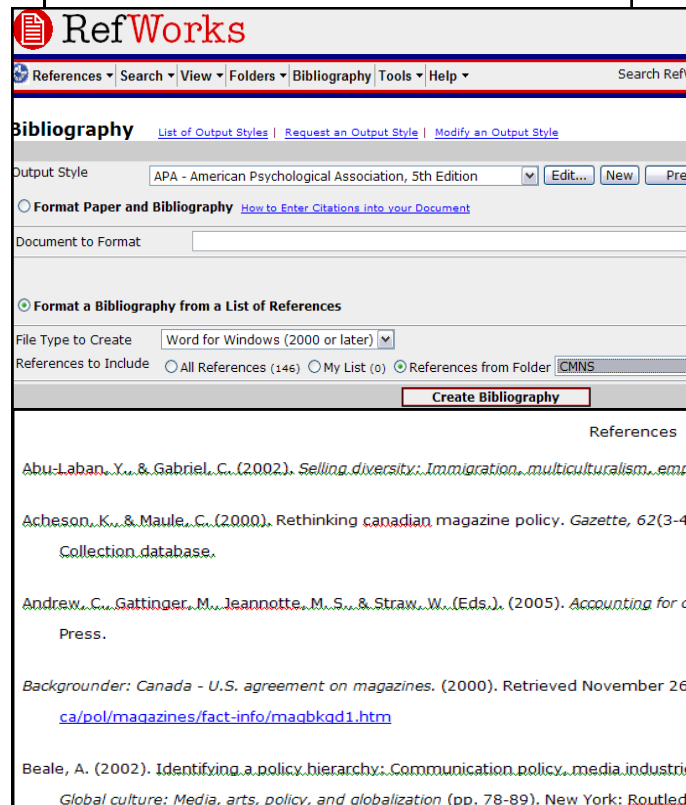 RefWorks
References Search View Folders Bibliography Tools Help Search Ref
Bibliography List of Output Styles | Request an Output Style | Modify an Output Style
Output Style APA - American Psychological Association, 5th Edition Edit... New Pre
Format Paper and Bibliography How to Enter Citations into your Document
Document to Format
Format a Bibliography from a List of References
File Type to Create Word for Windows (2000 or later)
References to Include All References (146) My List (0) References from Folder CMNS
Create Bibliography
References
Abu-Laban, Y., & Gabriel, C. (2002). Selling diversity: Immigration, multiculturalism, emp
Acheson, K., & Maule, C. (2000). Rethinking canadian magazine policy. Gazette, 62(3-4
Collection database.
Andrew, C., Gattinger, M., Jeannotte, M. S., & Straw, W. (Eds.). (2005). Accounting for c
Press.
Backgrounder: Canada - U.S. agreement on magazines. (2000). Retrieved November 26
ca/pol/magazines/fact-info/magbkgd1.htm
Beale, A. (2002). Identifying a policy hierarchy: Communication policy, media industrie
Global culture: Media, arts, policy, and globalization (pp. 78-89). New York: Routled